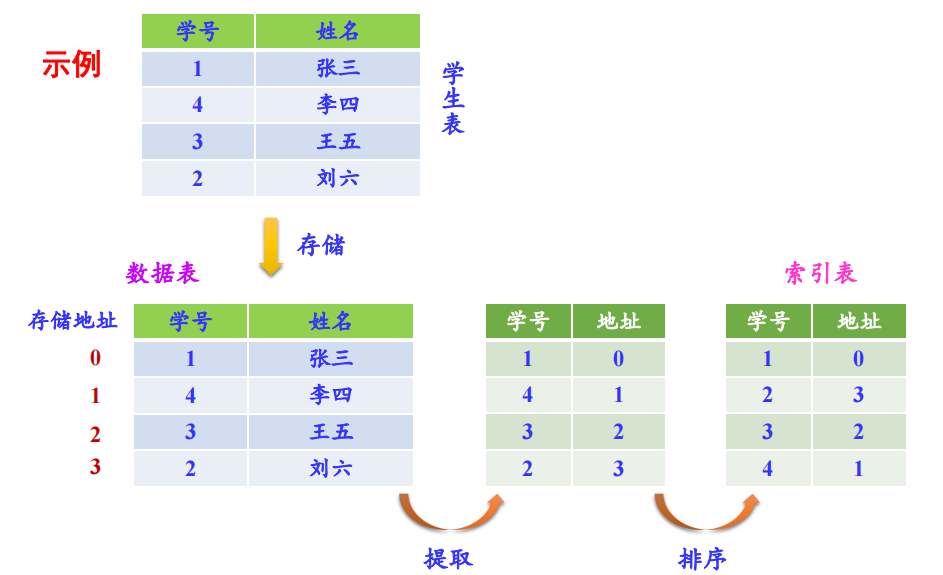 示例
学号 姓名
1 张三
4 李四
3 王五
2 刘六
学生表
存储
数据表
索引表
存储地址 学号 姓名
0 1 张三
1 4 李四
2 3 王五
3 2 刘六
学号 地址
1 0
4 1
3 2
2 3
学号 地址
1 0
2 3
3 2
4 1
提取
排序